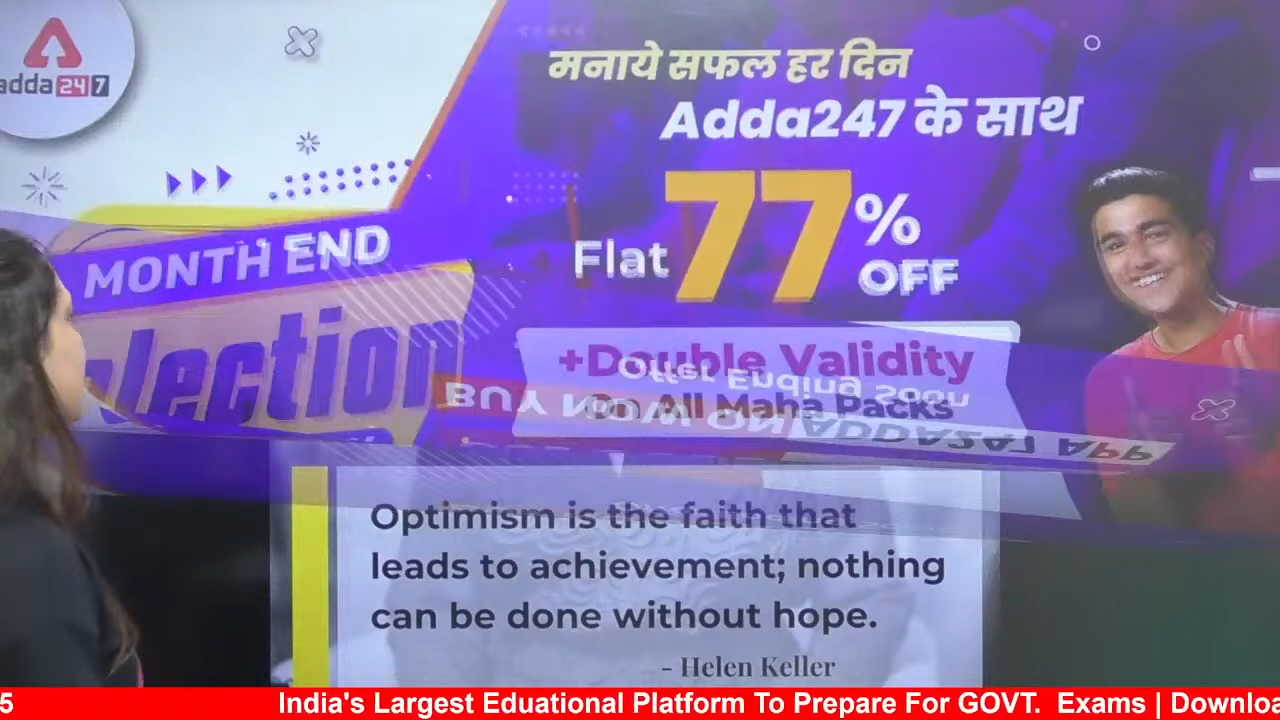 adda247
मनाये सफल हर दिन
Adda247 के साथ
Flat 77% OFF
MONTH END
election
+Double Validity
On All Maha Packs
Offer Ending Soon
BUY NOW ON ADDA247 APP
Optimism is the faith that
leads to achievement; nothing
can be done without hope.
- Helen Keller
5 India's Largest Eduational Platform To Prepare For GOVT. Exams | Downloa